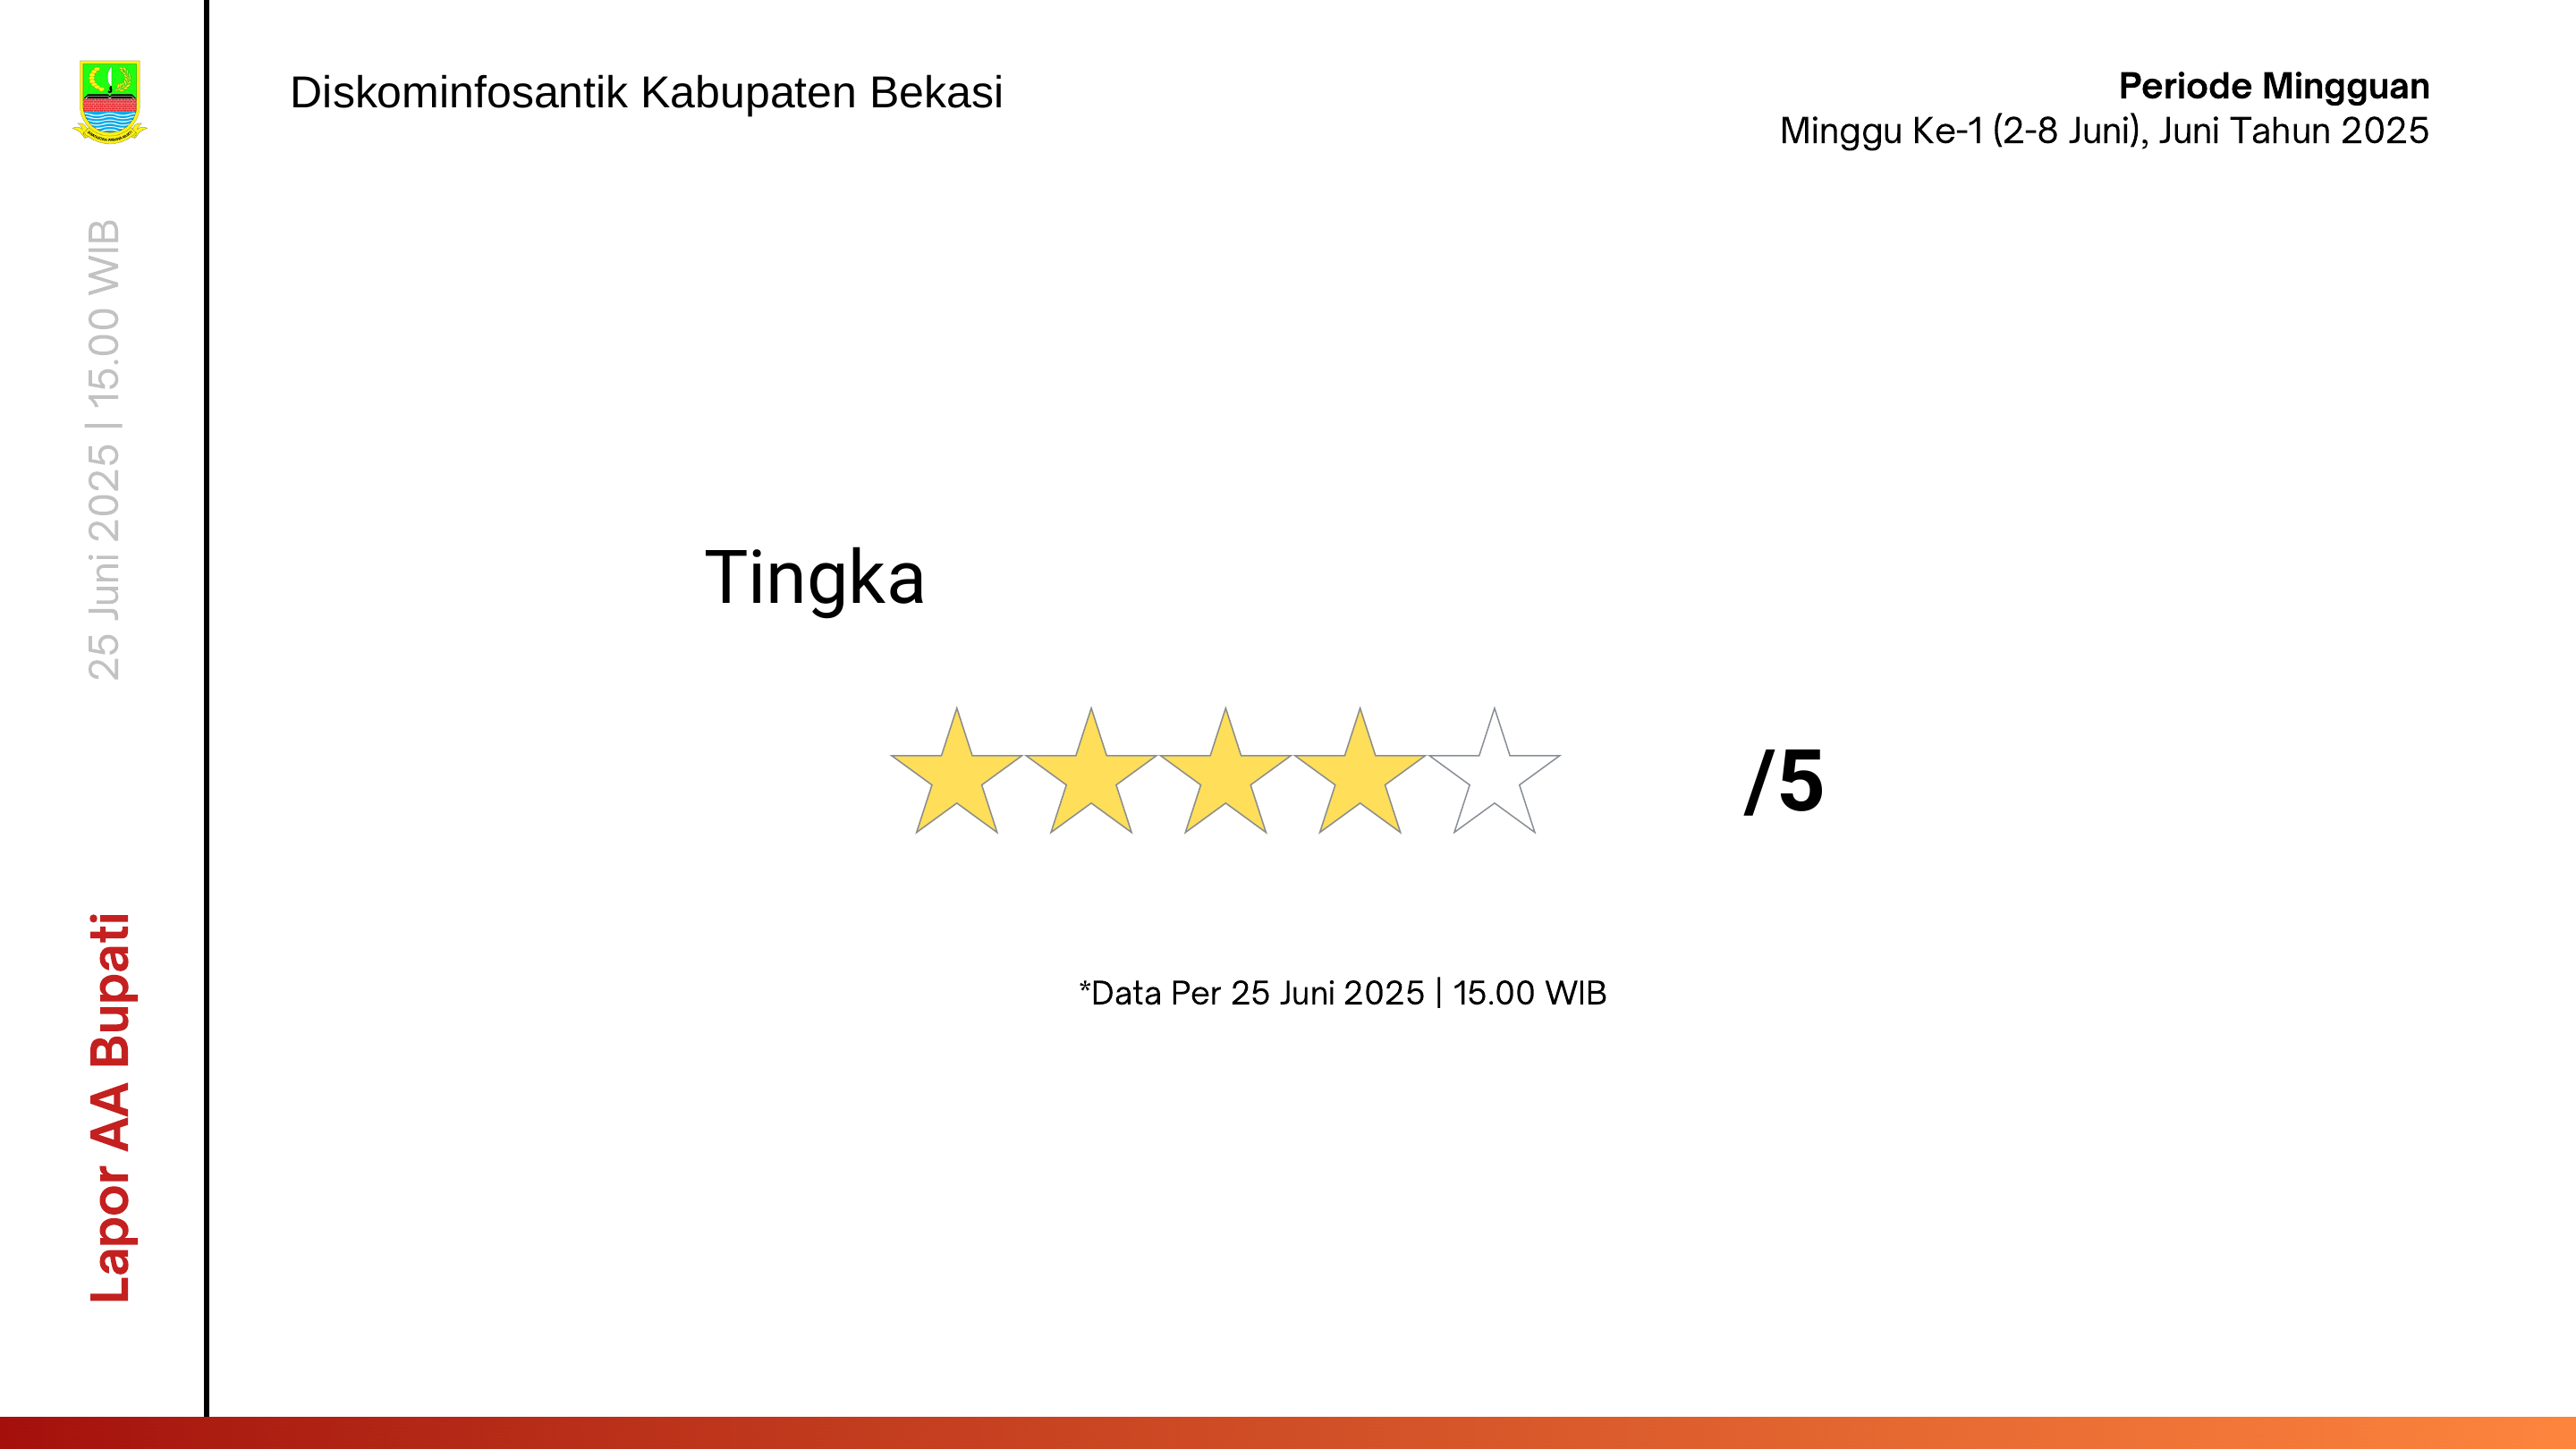 Diskominfosantik Kabupaten Bekasi
Periode Mingguan
Minggu Ke-1 (2-8 Juni), Juni Tahun 2025
25 Juni 2025 | 15.00 WIB
Tingka
/5
*Data Per 25 Juni 2025 | 15.00 WIB
Lapor AA Bupati